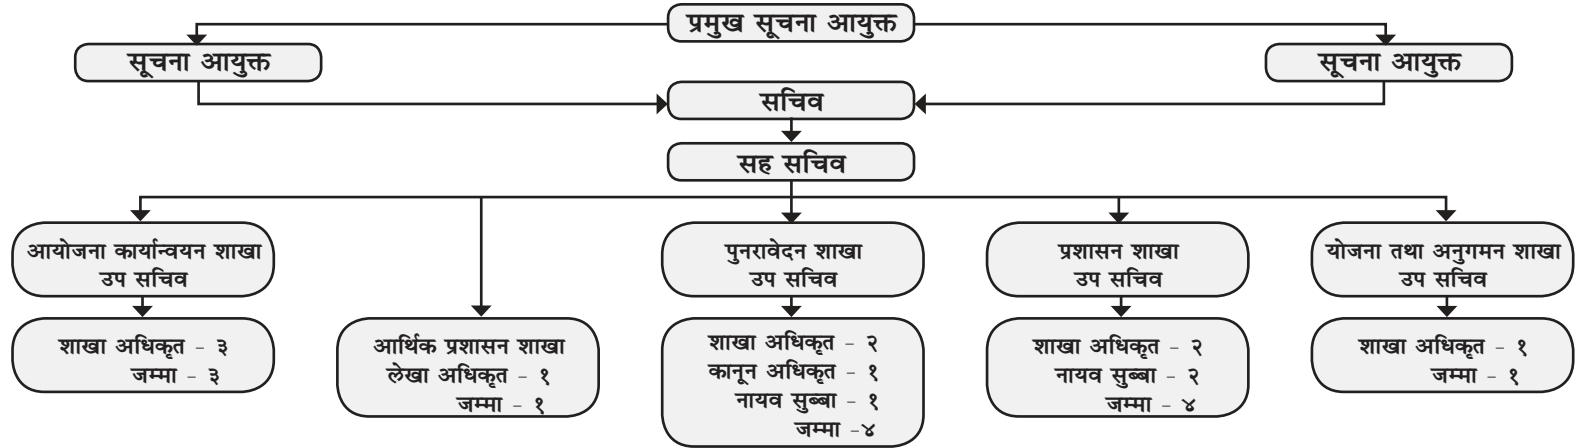 प्रमुख सूचना आयुक्त
सूचना आयुक्त
सूचना आयुक्त
सचिव
सह सचिव
आयोजना कार्यान्वयन शाखा
उप सचिव
पुनरावेदन शाखा
उप सचिव
प्रशासन शाखा
उप सचिव
योजना तथा अनुगमन शाखा
उप सचिव
शाखा अधिकृत - ३
जम्मा - ३
आर्थिक प्रशासन शाखा
लेखा अधिकृत - १
जम्मा - १
शाखा अधिकृत - २
कानून अधिकृत - १
नायव सुब्बा - १
जम्मा -४
शाखा अधिकृत - २
नायव सुब्बा - २
जम्मा - ४
शाखा अधिकृत - १
जम्मा - १